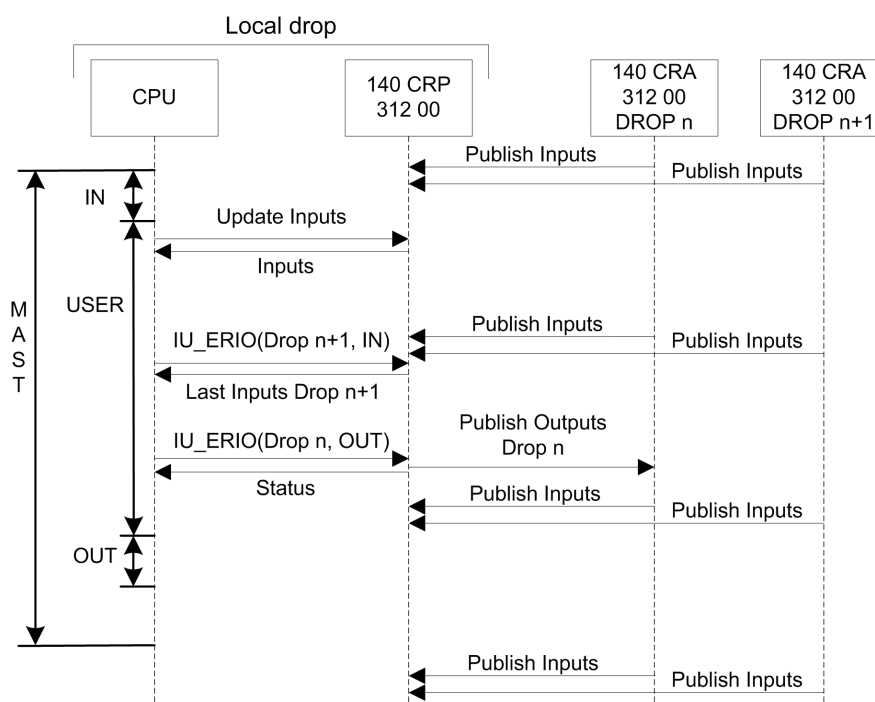 Local drop
CPU
140 CRP
312 00
140 CRA
312 00
DROP n
140 CRA
312 00
DROP n+1
Publish Inputs
Publish Inputs
IN
Update Inputs
Inputs
USER
M
A
S
T
Publish Inputs
Publish Inputs
IU_ERIO(Drop n+1, IN)
Last Inputs Drop n+1
Publish Outputs
Drop n
IU_ERIO(Drop n, OUT)
Status
Publish Inputs
Publish Inputs
OUT
Publish Inputs
Publish Inputs